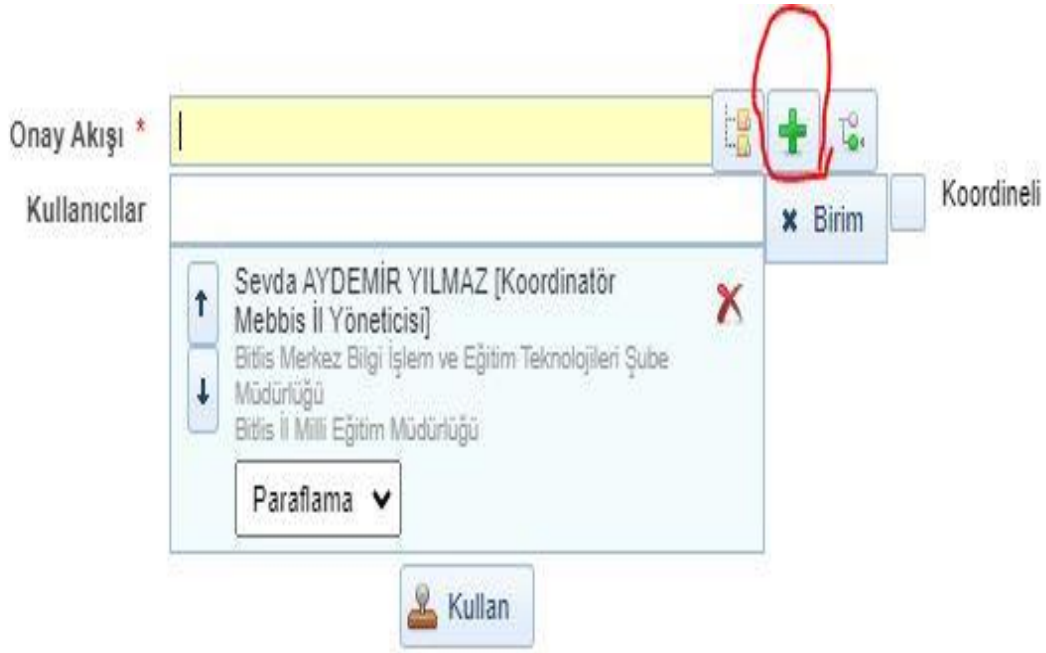 Onay Akışı *
Kullanıcılar
Birim
Koordineli
Sevda AYDEMİR YILMAZ [Koordinatör
Mebbis İl Yöneticisi]
Bitlis Merkez Bilgi İşlem ve Eğitim Teknolojileri Şube
Müdürlüğü
Bitlis İl Milli Eğitim Müdürlüğü
Paraflama
Kullan